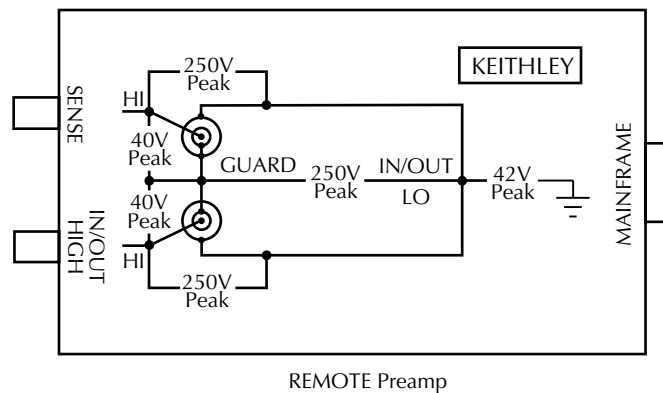 250V
Peak
KEITHLEY
SENSE
HI
40V
Peak
GUARD
250V
Peak
IN/OUT
LO
42V
Peak
MAINFRAME
40V
Peak
IN/OUT
HIGH
HI
250V
Peak
REMOTE Preamp